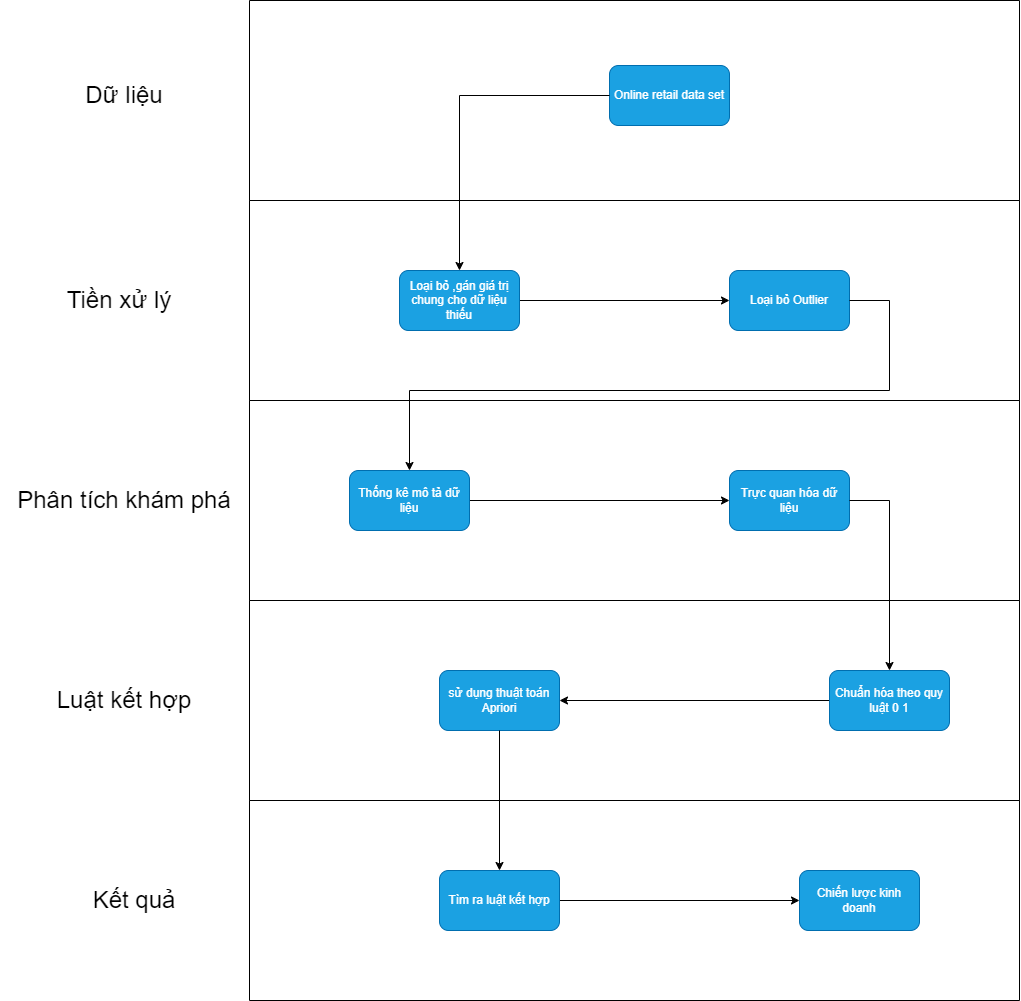 Dữ liệu
Online retail data set
Tiền xử lý
Loại bỏ ,gán giá trị
chung cho dữ liệu
thiếu
Loại bỏ Outlier
Phân tích khám phá
Thống kê mô tả dữ
liệu
Trực quan hóa dữ
liệu
Luật kết hợp
sử dụng thuật toán
Apriori
Chuẩn hóa theo quy
luật 0 1
Kết quả
Tìm ra luật kết hợp
Chiến lược kinh
doanh